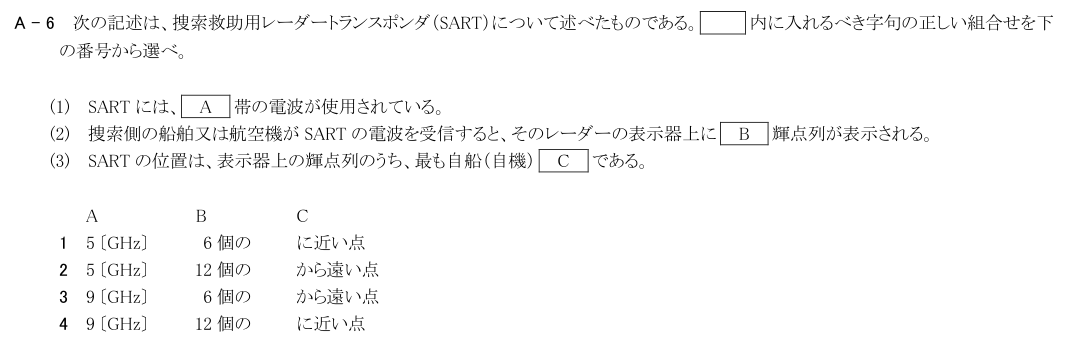 A－6 次の記述は、捜索救助用レーダートランスポンダ(SART)について述べたものである。 内に入れるべき字句の正しい組合せを下
の番号から選べ。
(1) SARTには、 A 帯の電波が使用されている。
(2) 捜索側の船舶又は航空機がSARTの電波を受信すると、そのレーダーの表示器上に B 輝点列が表示される。
(3) SARTの位置は、表示器上の輝点列のうち、最も自船(自機) C である。
A B C
1 5〔GHz〕 6個の に近い点
2 5〔GHz〕 12個の から遠い点
3 9〔GHz〕 6個の から遠い点
4 9〔GHz〕 12個の に近い点